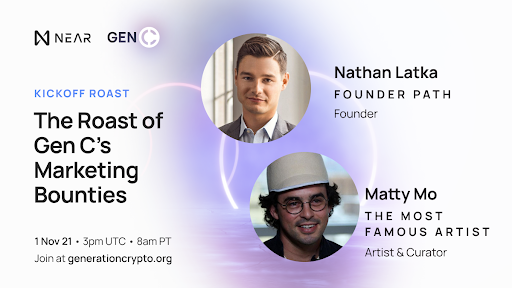 NEAR GEN C
KICKOFF ROAST
The Roast of
Gen C's
Marketing
Bounties
1 Nov 21 • 3pm UTC • 8am PT
Join at generationcrypto.org
Nathan Latka
FOUNDER PATH
Founder
Matty Mo
THE MOST
FAMOUS ARTIST
Artist & Curator